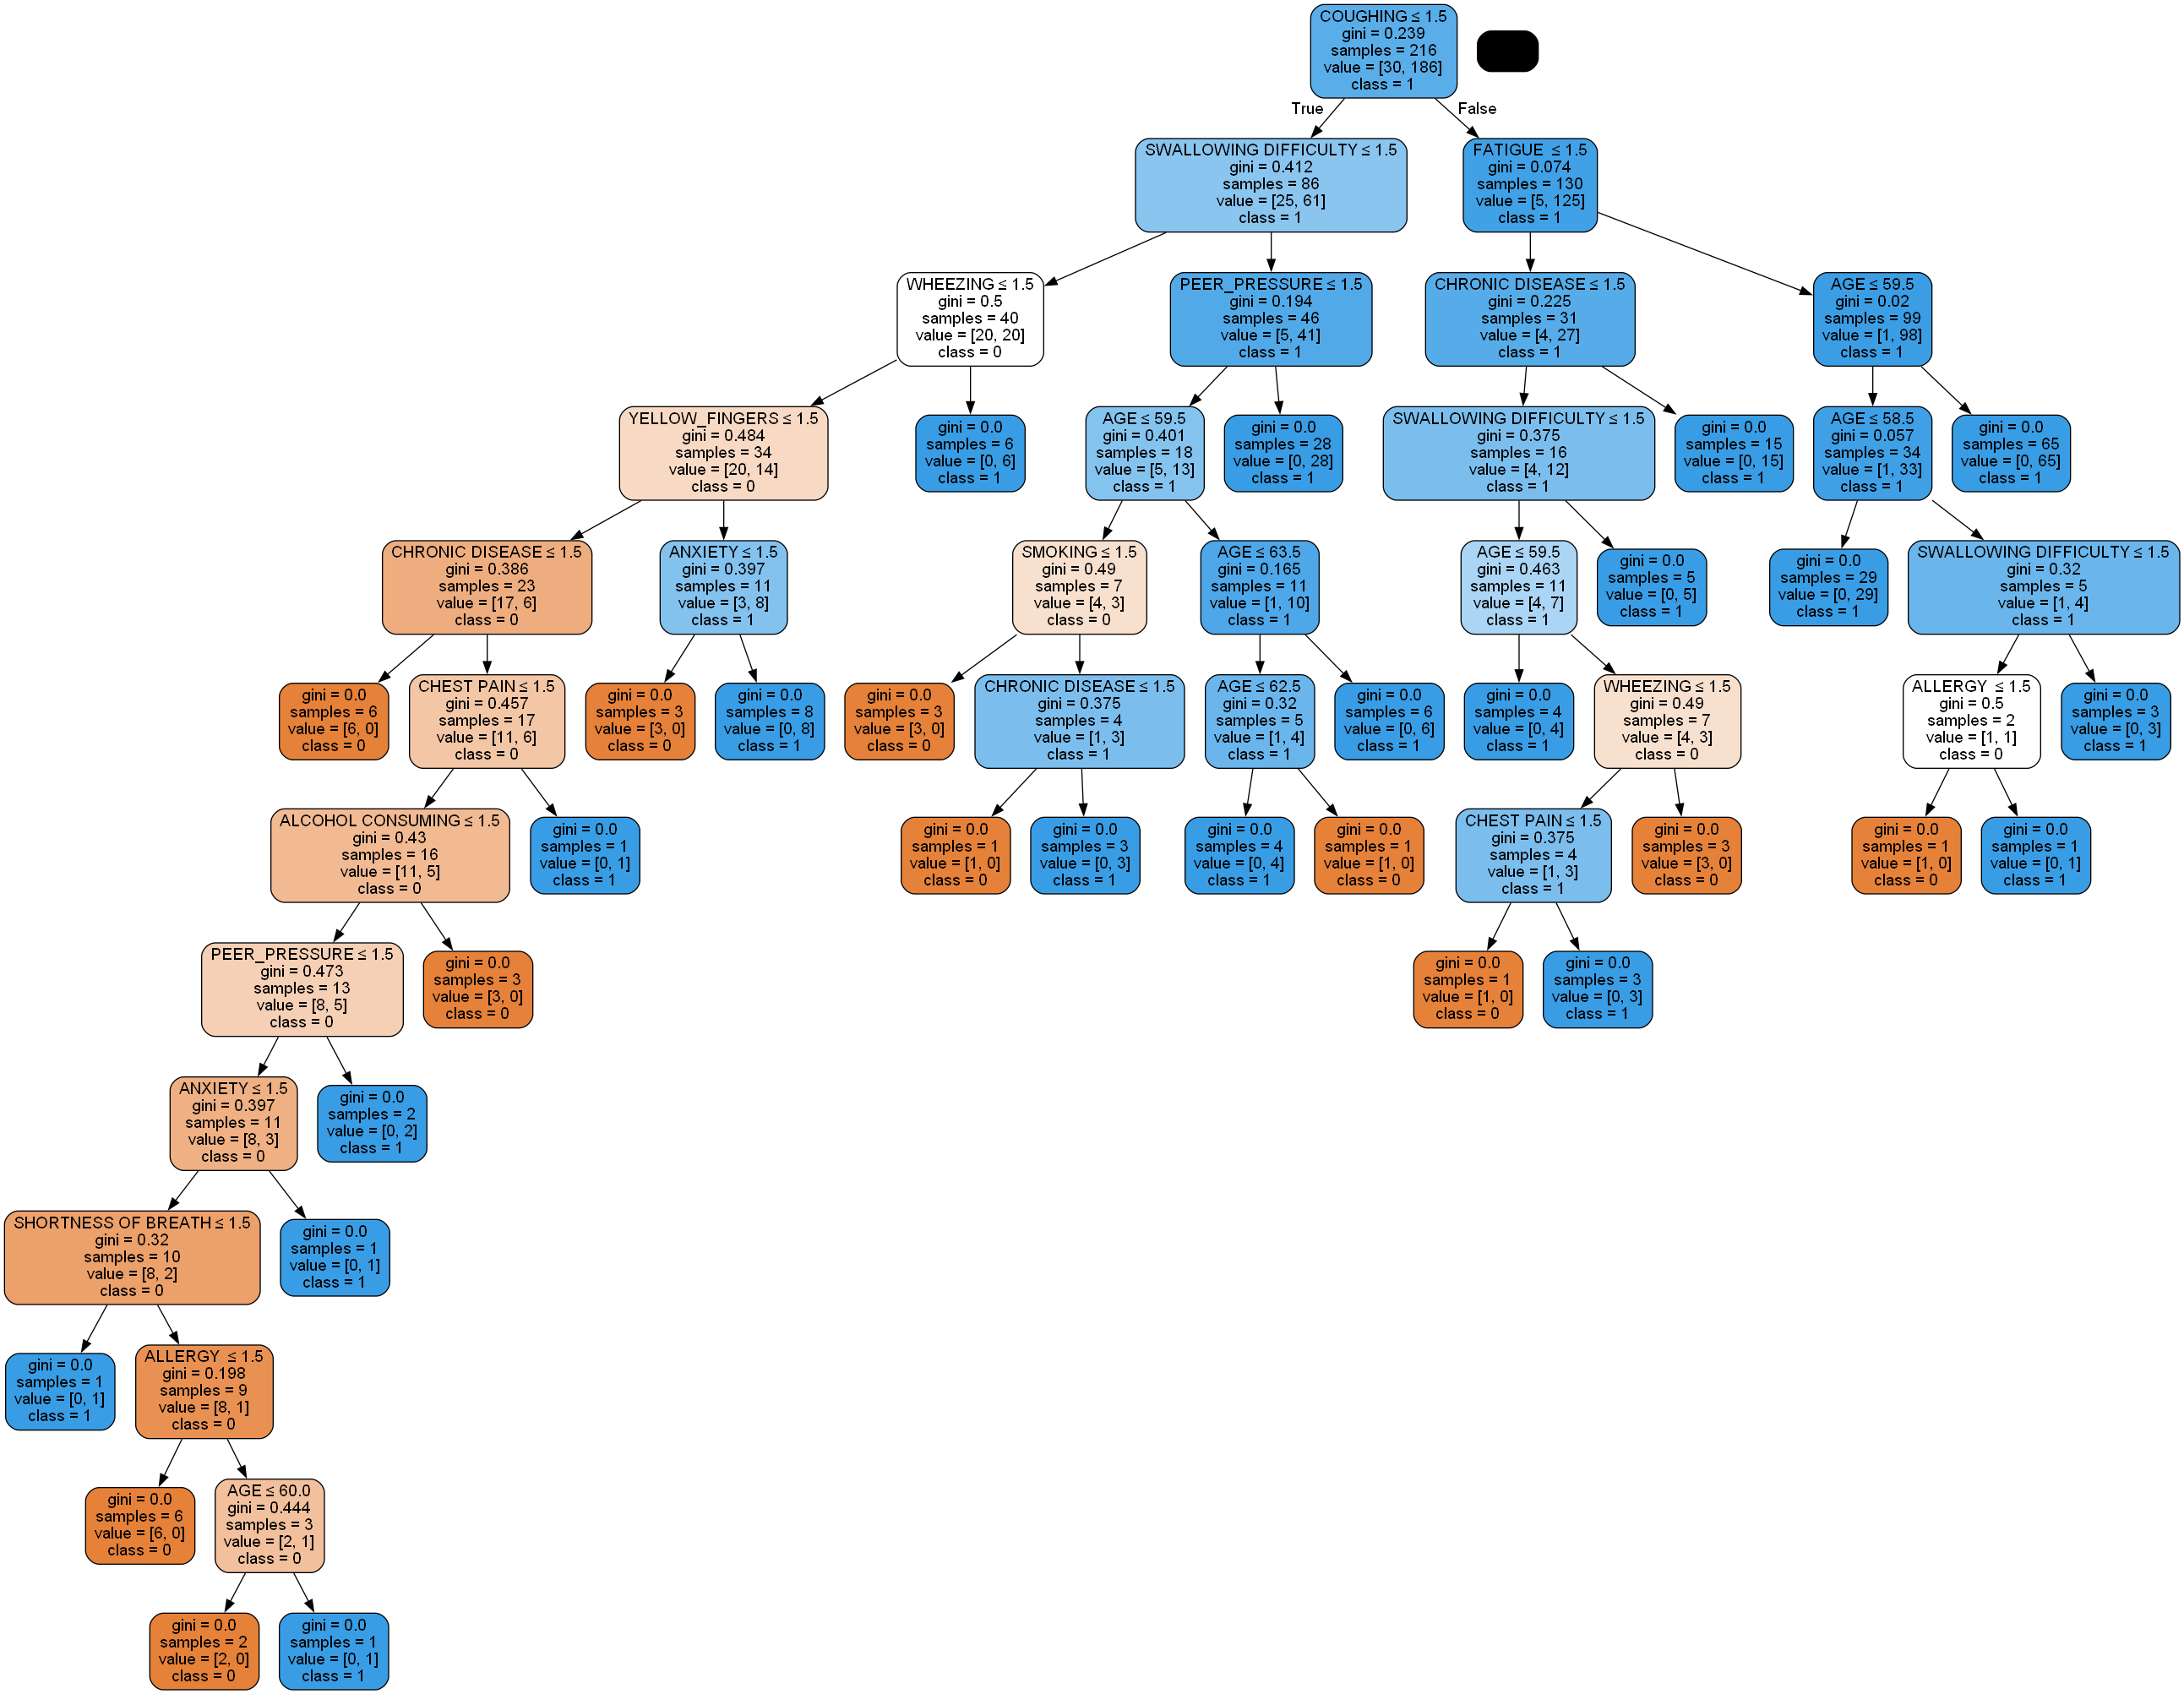 COUGHING ≤ 1.5
gini = 0.239
samples = 216
value = [30, 186]
class = 1
True
False
SWALLOWING DIFFICULTY ≤ 1.5
gini = 0.412
samples = 86
value = [25, 61]
class = 1
FATIGUE  ≤ 1.5
gini = 0.074
samples = 130
value = [5, 125]
class = 1
WHEEZING ≤ 1.5
gini = 0.5
samples = 40
value = [20, 20]
class = 0
PEER_PRESSURE ≤ 1.5
gini = 0.194
samples = 46
value = [5, 41]
class = 1
CHRONIC DISEASE ≤ 1.5
gini = 0.225
samples = 31
value = [4, 27]
class = 1
AGE ≤ 59.5
gini = 0.02
samples = 99
value = [1, 98]
class = 1
YELLOW_FINGERS ≤ 1.5
gini = 0.484
samples = 34
value = [20, 14]
class = 0
gini = 0.0
samples = 6
value = [0, 6]
class = 1
AGE ≤ 59.5
gini = 0.401
samples = 18
value = [5, 13]
class = 1
gini = 0.0
samples = 28
value = [0, 28]
class = 1
SWALLOWING DIFFICULTY ≤ 1.5
gini = 0.375
samples = 16
value = [4, 12]
class = 1
gini = 0.0
samples = 15
value = [0, 15]
class = 1
AGE ≤ 58.5
gini = 0.057
samples = 34
value = [1, 33]
class = 1
gini = 0.0
samples = 65
value = [0, 65]
class = 1
CHRONIC DISEASE ≤ 1.5
gini = 0.386
samples = 23
value = [17, 6]
class = 0
ANXIETY ≤ 1.5
gini = 0.397
samples = 11
value = [3, 8]
class = 1
SMOKING ≤ 1.5
gini = 0.49
samples = 7
value = [4, 3]
class = 0
AGE ≤ 63.5
gini = 0.165
samples = 11
value = [1, 10]
class = 1
AGE ≤ 59.5
gini = 0.463
samples = 11
value = [4, 7]
class = 1
gini = 0.0
samples = 5
value = [0, 5]
class = 1
gini = 0.0
samples = 29
value = [0, 29]
class = 1
SWALLOWING DIFFICULTY ≤ 1.5
gini = 0.32
samples = 5
value = [1, 4]
class = 1
gini = 0.0
samples = 6
value = [6, 0]
class = 0
CHEST PAIN ≤ 1.5
gini = 0.457
samples = 17
value = [11, 6]
class = 0
gini = 0.0
samples = 3
value = [3, 0]
class = 0
gini = 0.0
samples = 8
value = [0, 8]
class = 1
gini = 0.0
samples = 3
value = [3, 0]
class = 0
CHRONIC DISEASE ≤ 1.5
gini = 0.375
samples = 4
value = [1, 3]
class = 1
AGE ≤ 62.5
gini = 0.32
samples = 5
value = [1, 4]
class = 1
gini = 0.0
samples = 6
value = [0, 6]
class = 1
gini = 0.0
samples = 4
value = [0, 4]
class = 1
WHEEZING ≤ 1.5
gini = 0.49
samples = 7
value = [4, 3]
class = 0
ALLERGY  ≤ 1.5
gini = 0.5
samples = 2
value = [1, 1]
class = 0
gini = 0.0
samples = 3
value = [0, 3]
class = 1
ALCOHOL CONSUMING ≤ 1.5
gini = 0.43
samples = 16
value = [11, 5]
class = 0
gini = 0.0
samples = 1
value = [0, 1]
class = 1
gini = 0.0
samples = 1
value = [1, 0]
class = 0
gini = 0.0
samples = 3
value = [0, 3]
class = 1
gini = 0.0
samples = 4
value = [0, 4]
class = 1
gini = 0.0
samples = 1
value = [1, 0]
class = 0
CHEST PAIN ≤ 1.5
gini = 0.375
samples = 4
value = [1, 3]
class = 1
gini = 0.0
samples = 3
value = [3, 0]
class = 0
gini = 0.0
samples = 1
value = [1, 0]
class = 0
gini = 0.0
samples = 1
value = [0, 1]
class = 1
PEER_PRESSURE ≤ 1.5
gini = 0.473
samples = 13
value = [8, 5]
class = 0
gini = 0.0
samples = 3
value = [3, 0]
class = 0
gini = 0.0
samples = 1
value = [1, 0]
class = 0
gini = 0.0
samples = 3
value = [0, 3]
class = 1
ANXIETY ≤ 1.5
gini = 0.397
samples = 11
value = [8, 3]
class = 0
gini = 0.0
samples = 2
value = [0, 2]
class = 1
SHORTNESS OF BREATH ≤ 1.5
gini = 0.32
samples = 10
value = [8, 2]
class = 0
gini = 0.0
samples = 1
value = [0, 1]
class = 1
gini = 0.0
samples = 1
value = [0, 1]
class = 1
ALLERGY  ≤ 1.5
gini = 0.198
samples = 9
value = [8, 1]
class = 0
gini = 0.0
samples = 6
value = [6, 0]
class = 0
AGE ≤ 60.0
gini = 0.444
samples = 3
value = [2, 1]
class = 0
gini = 0.0
samples = 2
value = [2, 0]
class = 0
gini = 0.0
samples = 1
value = [0, 1]
class = 1